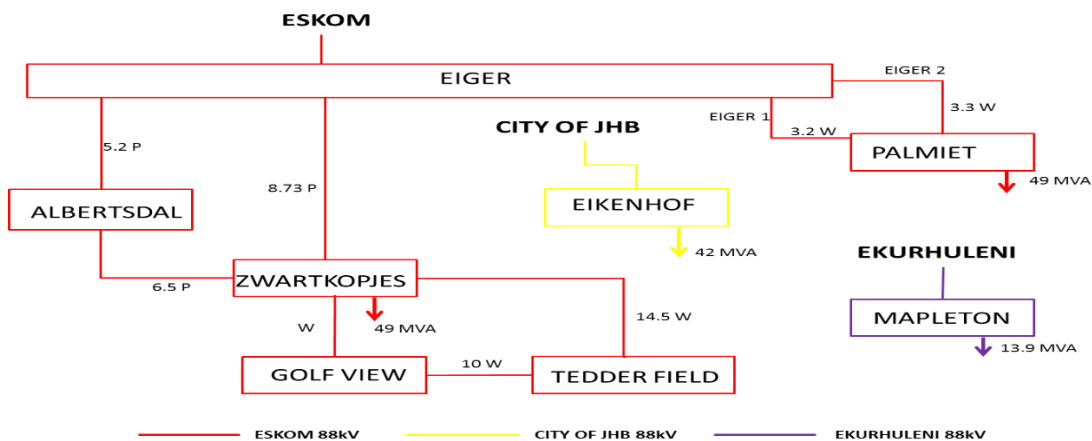 ESKOM
EIGER
EIGER 2
EIGER 1
3.3 W
CITY OF JHB
3.2 W
5.2 P
PALMIET
8.73 P
49 MVA
ALBERTSDAL
EIKENHOF
42 MVA
EKURHULENI
ZWARTKOPJES
6.5 P
MAPLETON
W
49 MVA
14.5 W
13.9 MVA
GOLF VIEW
10 W
TEDDER FIELD
ESKOM 88kV
CITY OF JHB 88kV
EKURHULENI 88kV